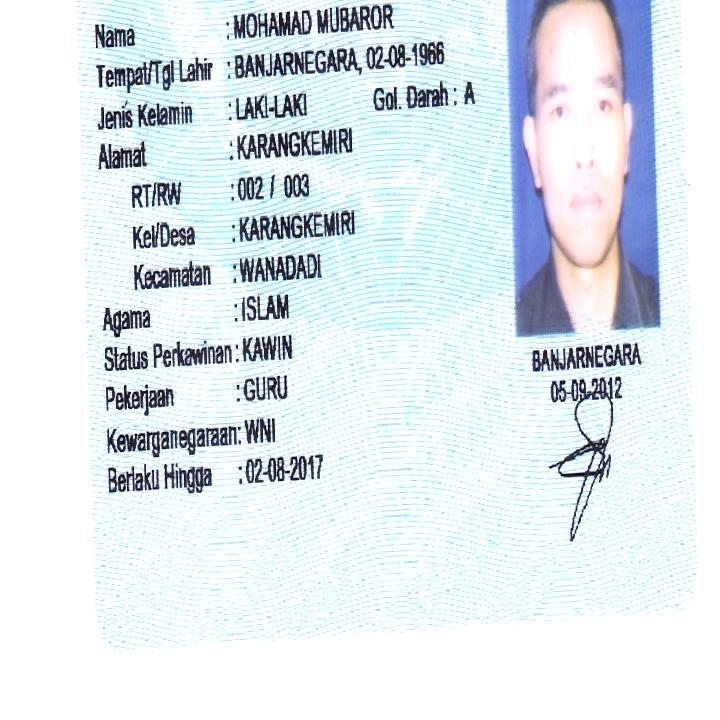 Nama : MOHAMAD MUBAROR
Tempat/Tgl Lahir : BANJARNEGARA, 02-08-1966
Jenis Kelamin : LAKI-LAKI Gol. Darah : A
Alamat : KARANGKEMIRI
RT/RW : 002 / 003
Kel/Desa : KARANGKEMIRI
Kecamatan : WANADADI
Agama : ISLAM
Status Perkawinan : KAWIN
Pekerjaan : GURU
Kewarganegaraan: WNI
Berlaku Hingga : 02-08-2017
BANJARNEGARA
05-09-2012